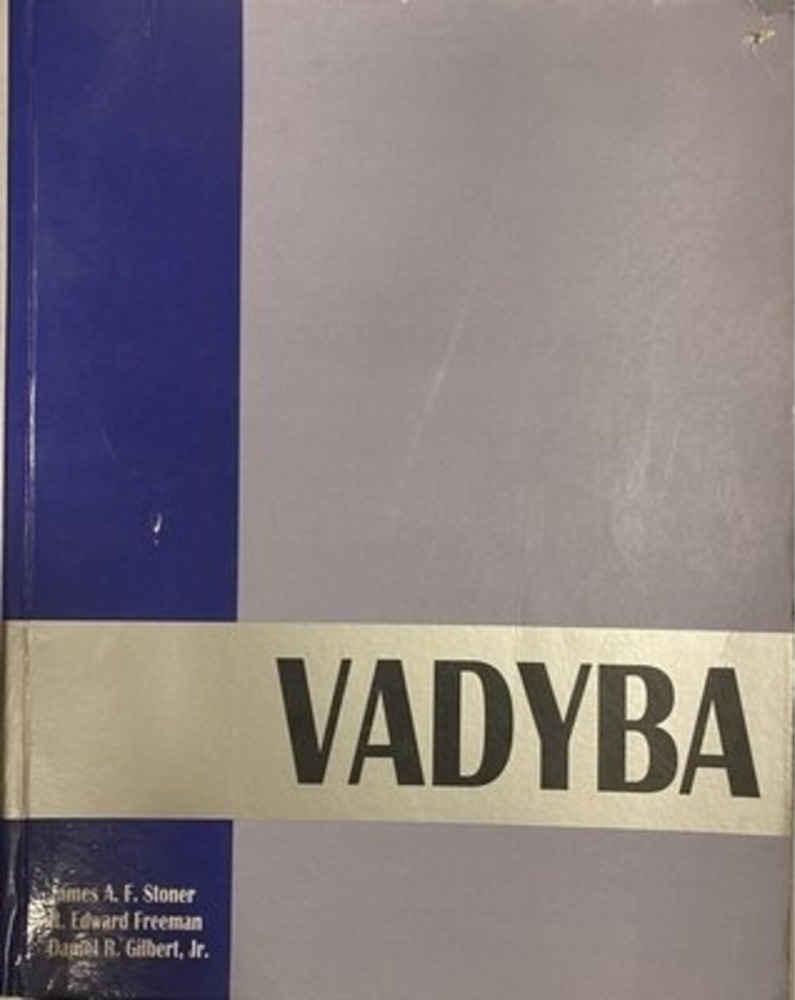 VADYBA
James A. F. Stoner
R. Edward Freeman
Daniel R. Gilbert, Jr.